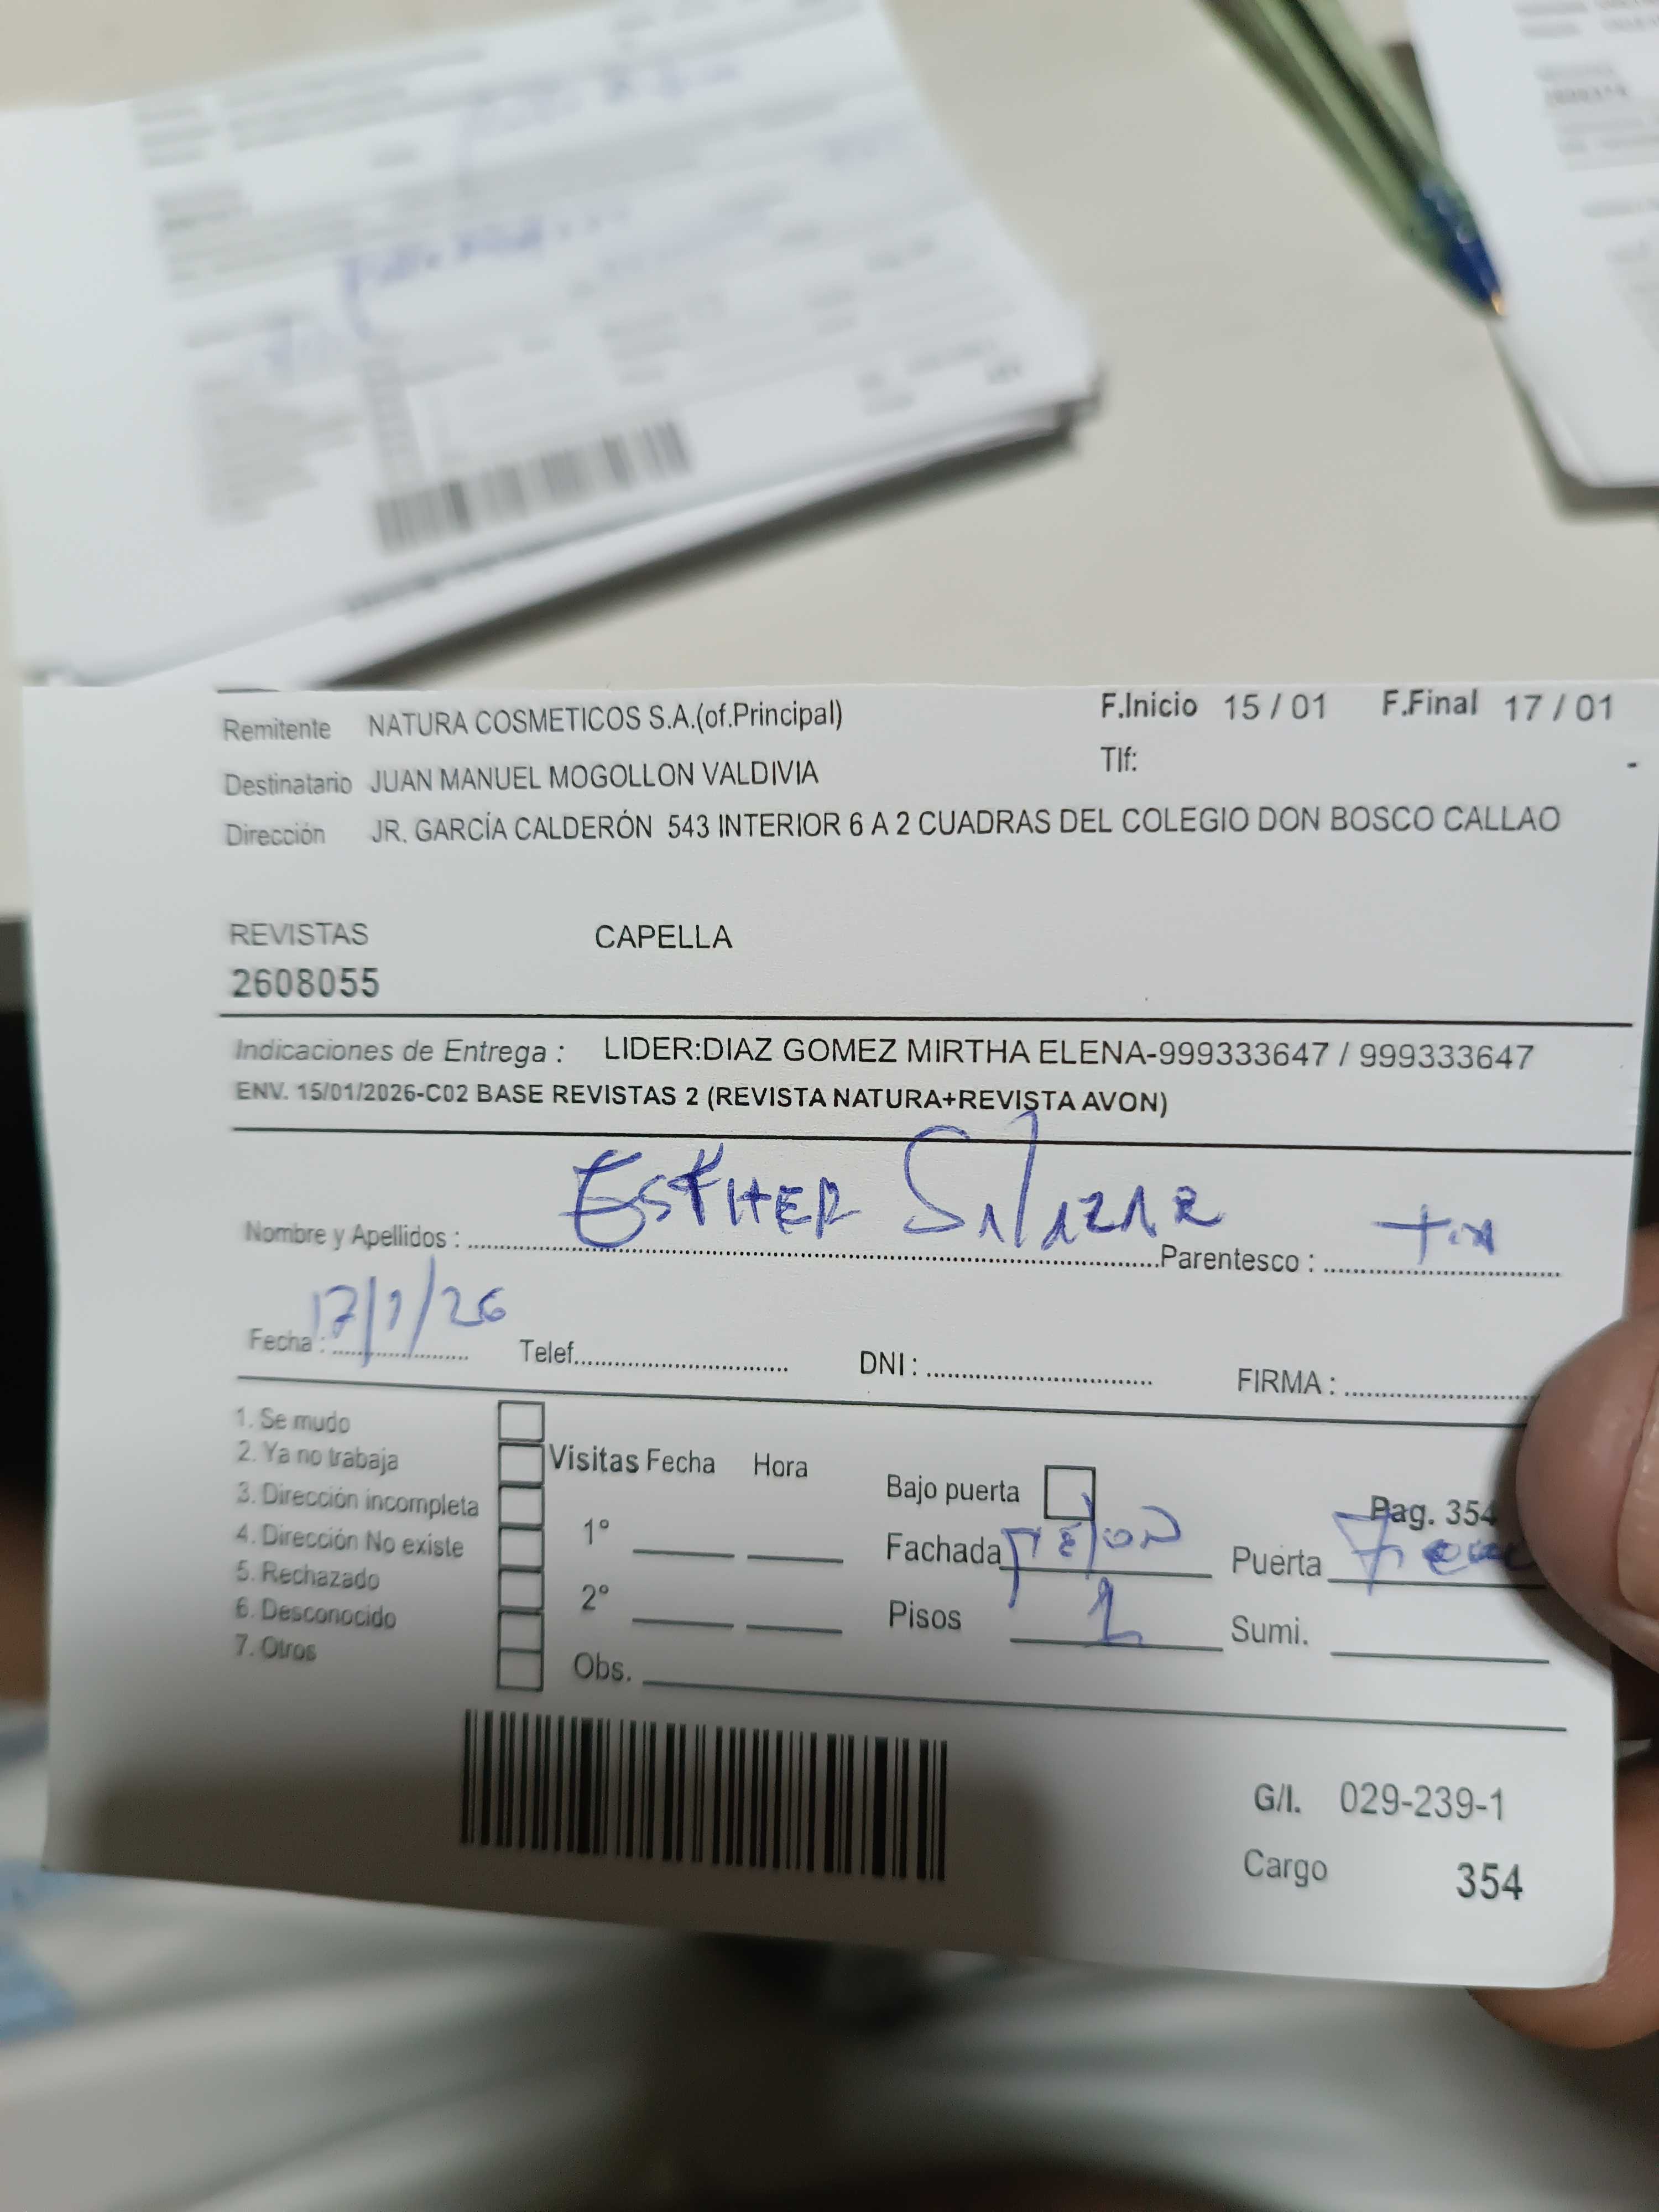 Remitente NATURA COSMETICOS S.A.(of.Principal) F.Inicio 15 / 01 F.Final 17 / 01
Destinatario JUAN MANUEL MOGOLLON VALDIVIA Tlf: -
Dirección JR. GARCÍA CALDERÓN 543 INTERIOR 6 A 2 CUADRAS DEL COLEGIO DON BOSCO CALLAO
REVISTAS CAPELLA
2608055
Indicaciones de Entrega : LIDER:DIAZ GOMEZ MIRTHA ELENA-999333647 / 999333647
ENV. 15/01/2026-C02 BASE REVISTAS 2 (REVISTA NATURA+REVISTA AVON)
Nombre y Apellidos : ESTHER SALAZAR Parentesco :
Fecha : 17/1/26 Telef. DNI : FIRMA :
1. Se mudo
2. Ya no trabaja
3. Dirección incompleta
4. Dirección No existe
5. Rechazado
6. Desconocido
7. Otros
Visitas Fecha Hora
1°
2°
Obs.
Bajo puerta Pag. 354
Fachada Puerta
Pisos 1 Sumi.
G/I. 029-239-1
Cargo 354